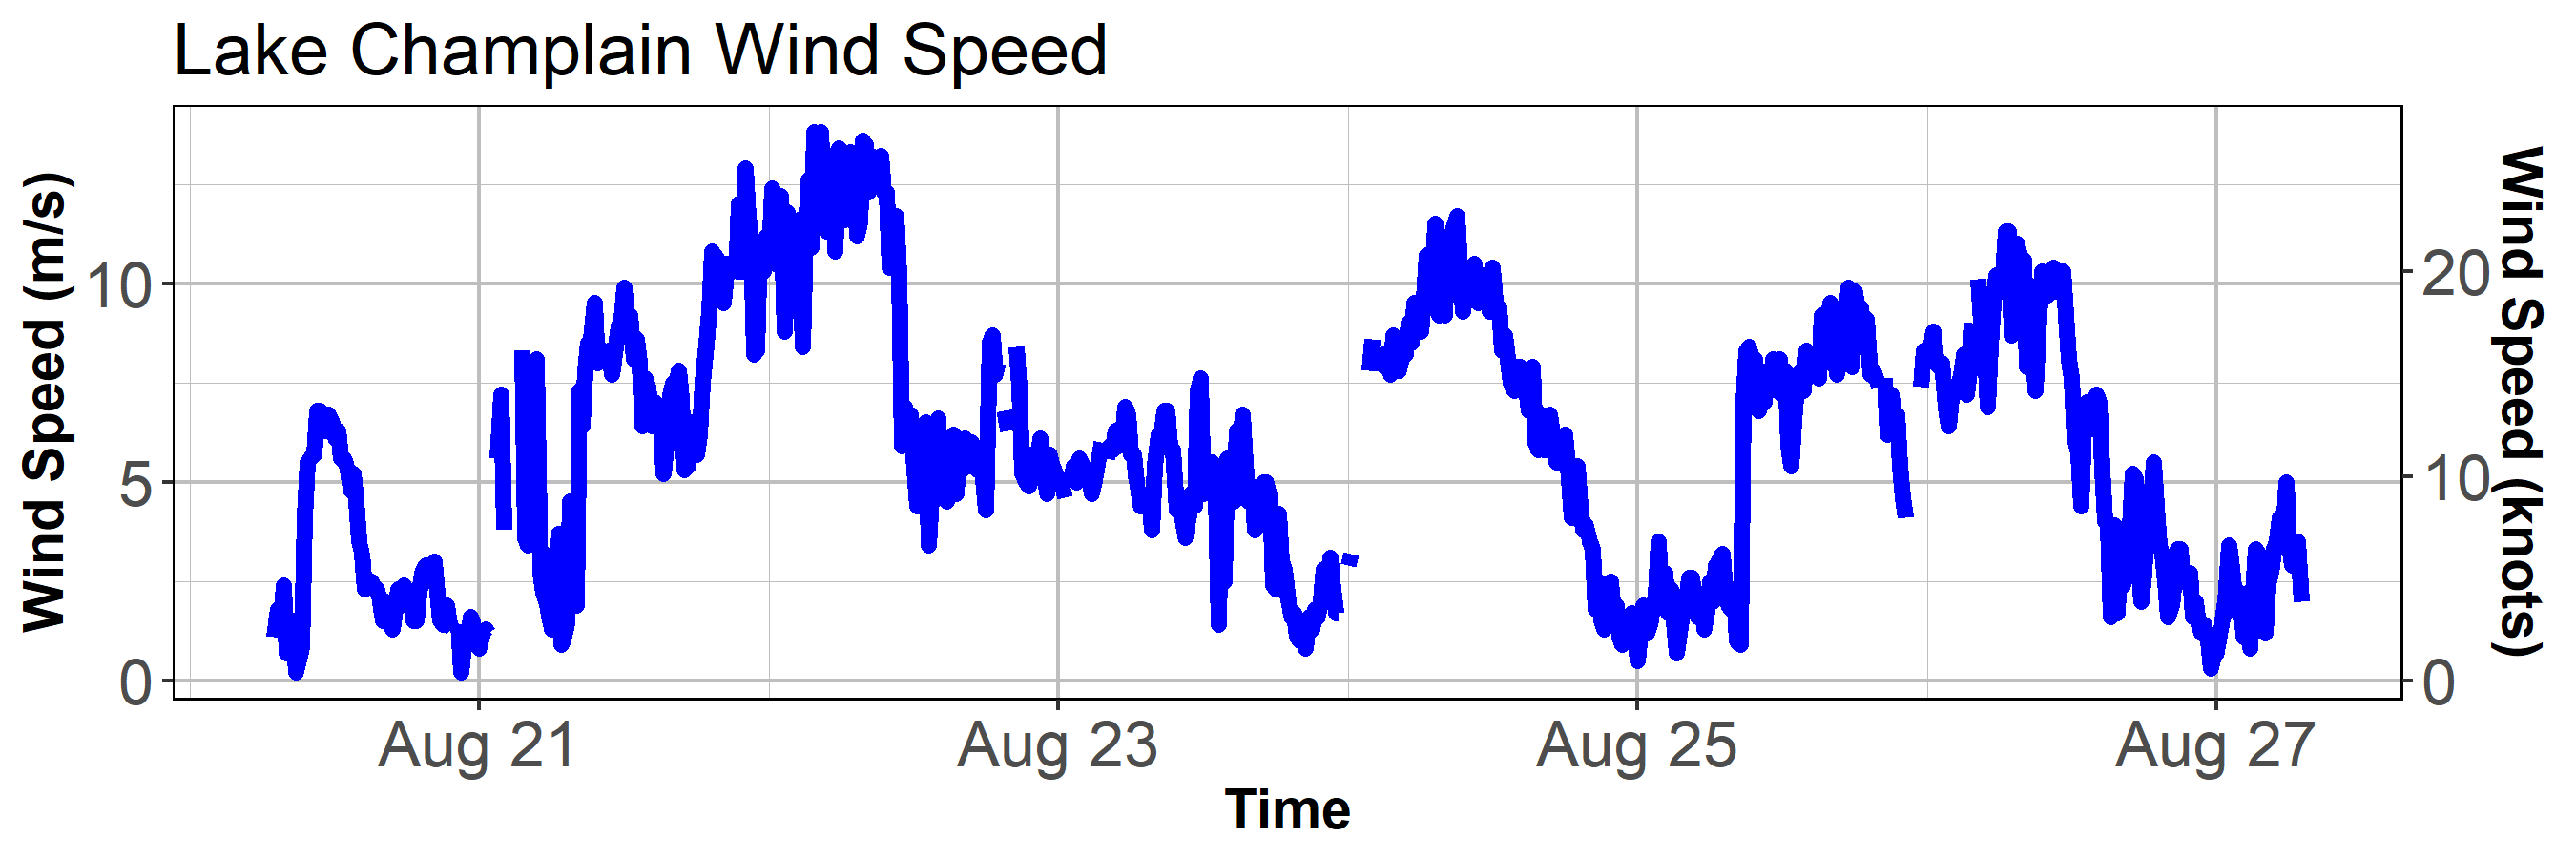 Lake Champlain Wind Speed
Wind Speed (m/s)
10
5
0
Wind Speed (knots)
20
10
0
Aug 21
Aug 23
Aug 25
Aug 27
Time